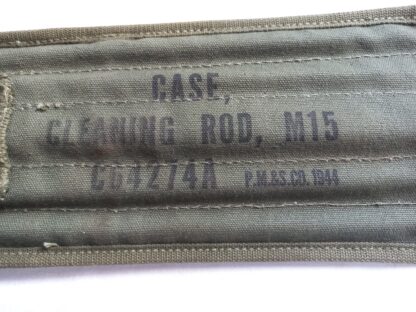 CASE,
CLEANING ROD, M15
C64274A P.M.&S.CO. 1944